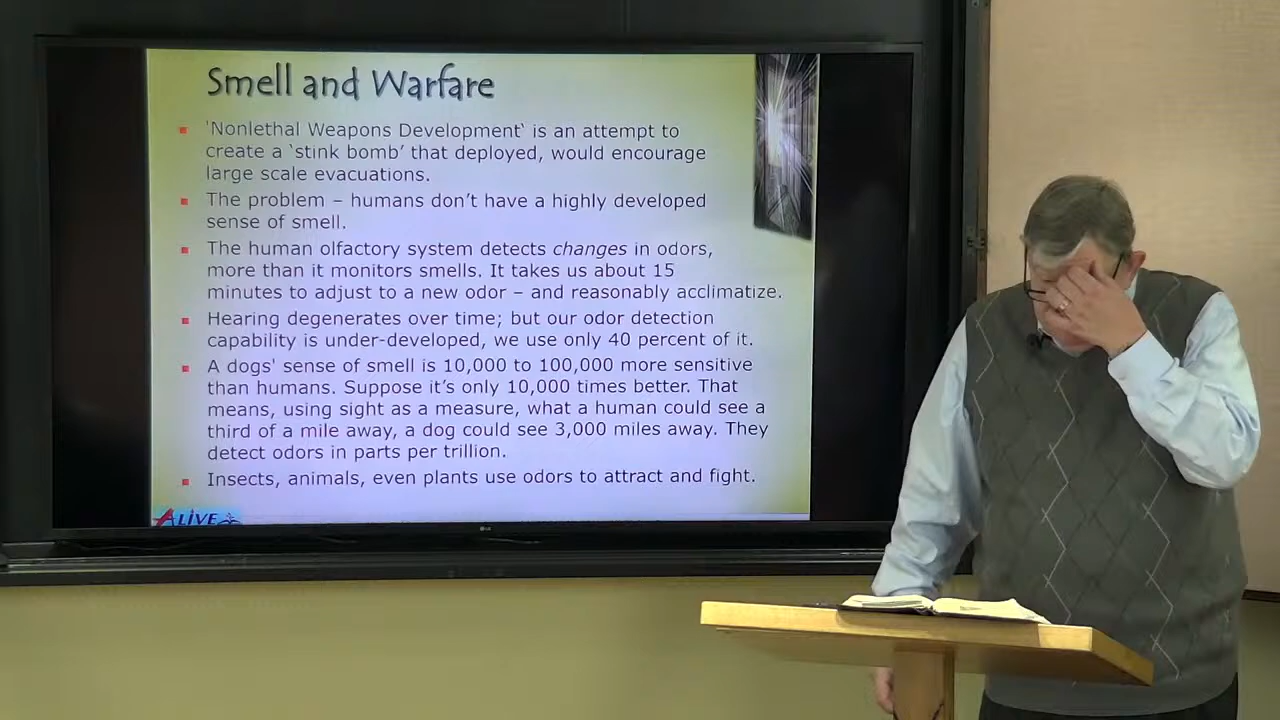 Smell and Warfare
'Nonlethal Weapons Development‘ is an attempt to
create a ‘stink bomb’ that deployed, would encourage
large scale evacuations.
The problem – humans don’t have a highly developed
sense of smell.
The human olfactory system detects changes in odors,
more than it monitors smells. It takes us about 15
minutes to adjust to a new odor – and reasonably acclimatize.
Hearing degenerates over time; but our odor detection
capability is under-developed, we use only 40 percent of it.
A dogs' sense of smell is 10,000 to 100,000 more sensitive
than humans. Suppose it’s only 10,000 times better. That
means, using sight as a measure, what a human could see a
third of a mile away, a dog could see 3,000 miles away. They
detect odors in parts per trillion.
Insects, animals, even plants use odors to attract and fight.
ALIVE
LG